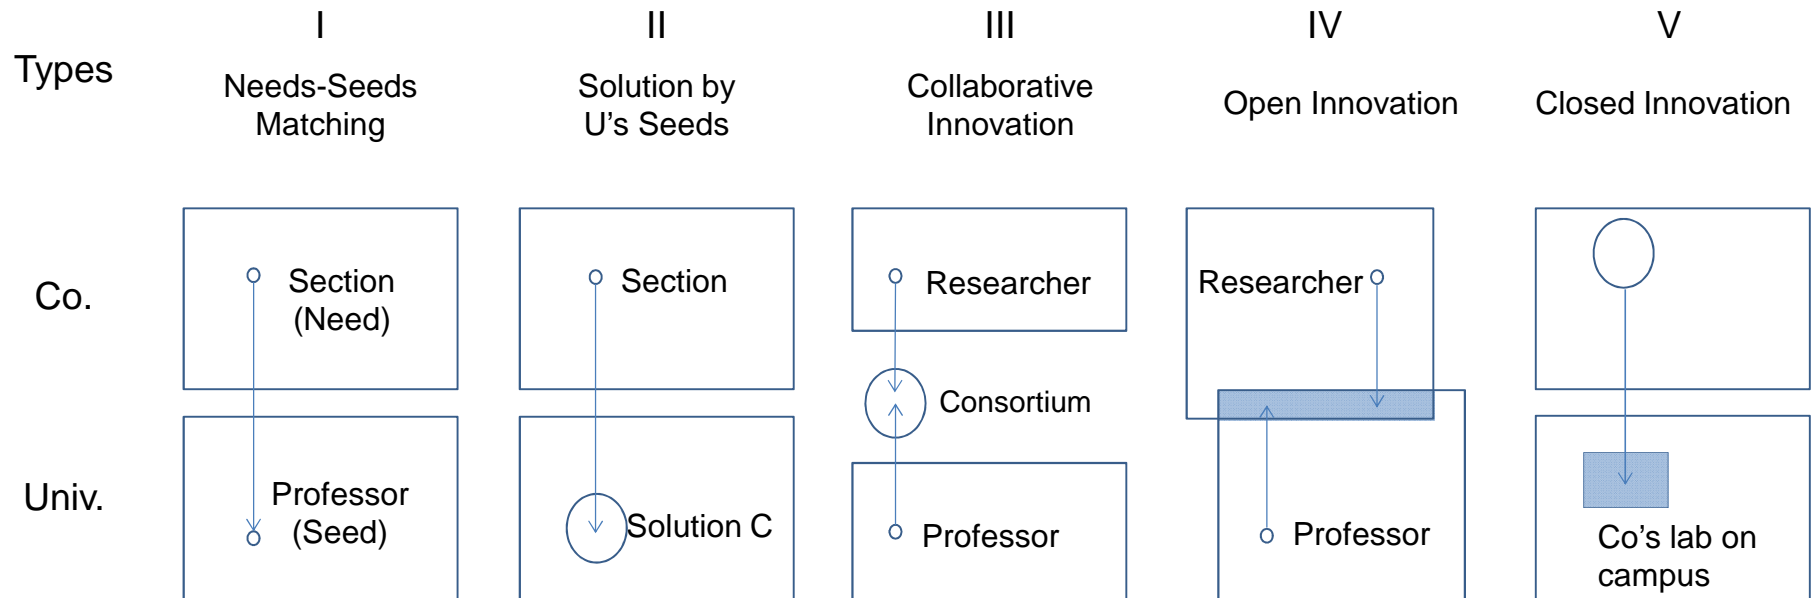 Types
I
II
III
IV
V
Needs-Seeds
Matching
Solution by
U's Seeds
Collaborative
Innovation
Open Innovation
Closed Innovation
Co.
Section
(Need)
Section
Researcher
Researcher
Consortium
Univ.
Professor
(Seed)
Solution C
Professor
Professor
Co's lab on
campus